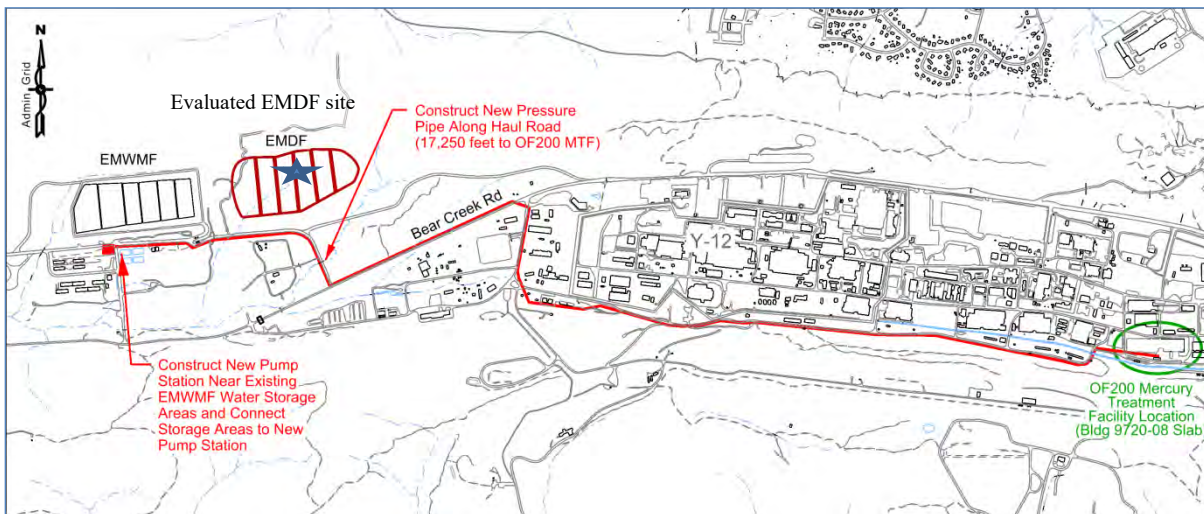 N
Admin Grid
Evaluated EMDF site
EMWMF
EMDF
Construct New Pressure
Pipe Along Haul Road
(17,250 feet to OF200 MTF)
Bear Creek Rd
Y-12
Construct New Pump
Station Near Existing
EMWMF Water Storage
Areas and Connect
Storage Areas to New
Pump Station
OF200 Mercury
Treatment
Facility Location
(Bldg 9720-08 Slab